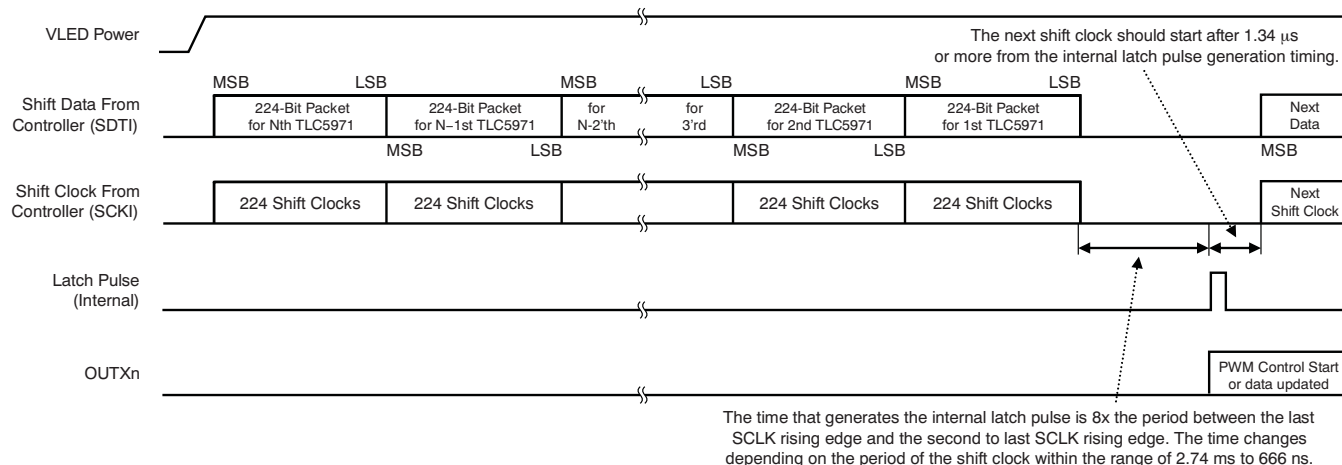 VLED Power
The next shift clock should start after 1.34 μs
or more from the internal latch pulse generation timing.
MSB LSB MSB LSB MSB LSB
Shift Data From
Controller (SDTI)
224-Bit Packet
for Nth TLC5971
224-Bit Packet
for N−1st TLC5971
for
N-2'th
for
3'rd
224-Bit Packet
for 2nd TLC5971
224-Bit Packet
for 1st TLC5971
Next
Data
MSB LSB MSB LSB MSB
Shift Clock From
Controller (SCKI)
224 Shift Clocks
224 Shift Clocks
224 Shift Clocks
224 Shift Clocks
Next
Shift Clock
Latch Pulse
(Internal)
OUTXn
PWM Control Start
or data updated
The time that generates the internal latch pulse is 8x the period between the last
SCLK rising edge and the second to last SCLK rising edge. The time changes
depending on the period of the shift clock within the range of 2.74 ms to 666 ns.